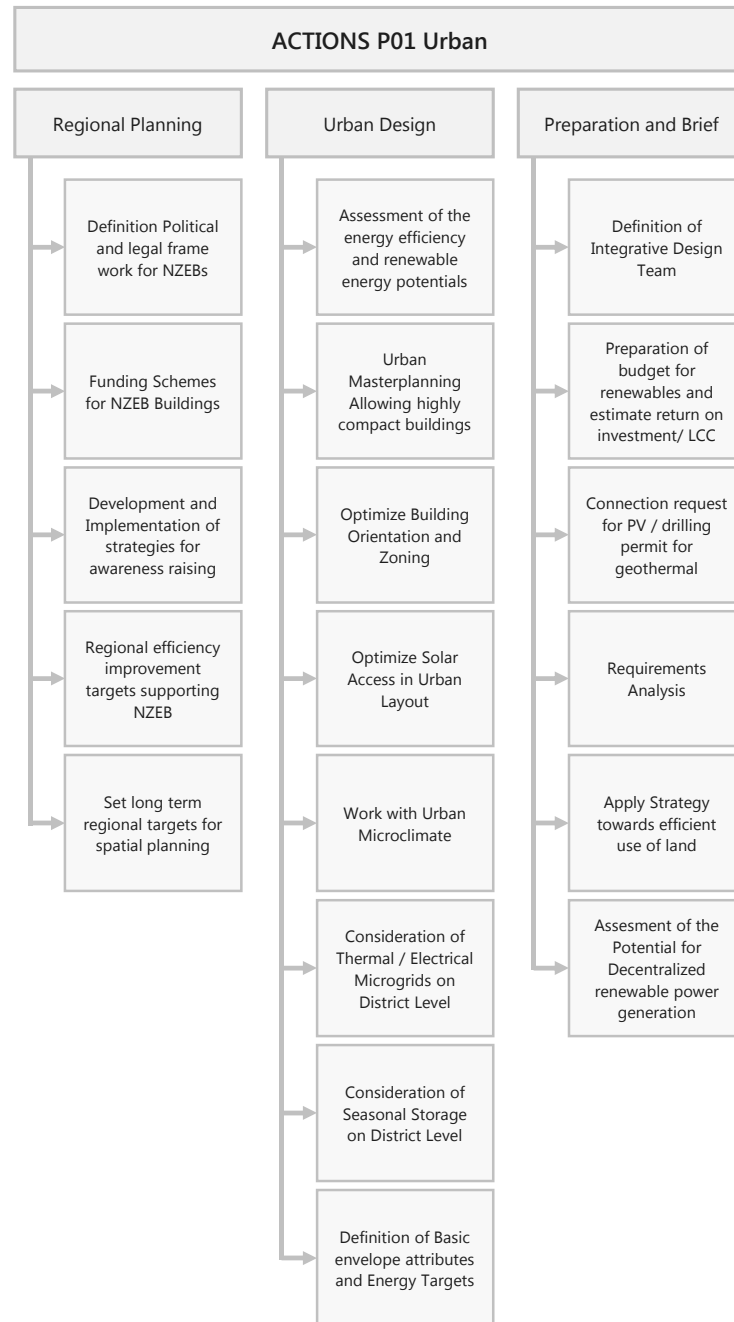 ACTIONS P01 Urban
Regional Planning
Definition Political
and legal frame
work for NZEBs
Funding Schemes
for NZEB Buildings
Development and
Implementation of
strategies for
awareness raising
Regional efficiency
improvement
targets supporting
NZEB
Set long term
regional targets for
spatial planning
Urban Design
Assessment of the
energy efficiency
and renewable
energy potentials
Urban
Masterplanning
Allowing highly
compact buildings
Optimize Building
Orientation and
Zoning
Optimize Solar
Access in Urban
Layout
Work with Urban
Microclimate
Consideration of
Thermal / Electrical
Microgrids on
District Level
Consideration of
Seasonal Storage
on District Level
Definition of Basic
envelope attributes
and Energy Targets
Preparation and Brief
Definition of
Integrative Design
Team
Preparation of
budget for
renewables and
estimate return on
investment/ LCC
Connection request
for PV / drilling
permit for
geothermal
Requirements
Analysis
Apply Strategy
towards efficient
use of land
Assesment of the
Potential for
Decentralized
renewable power
generation